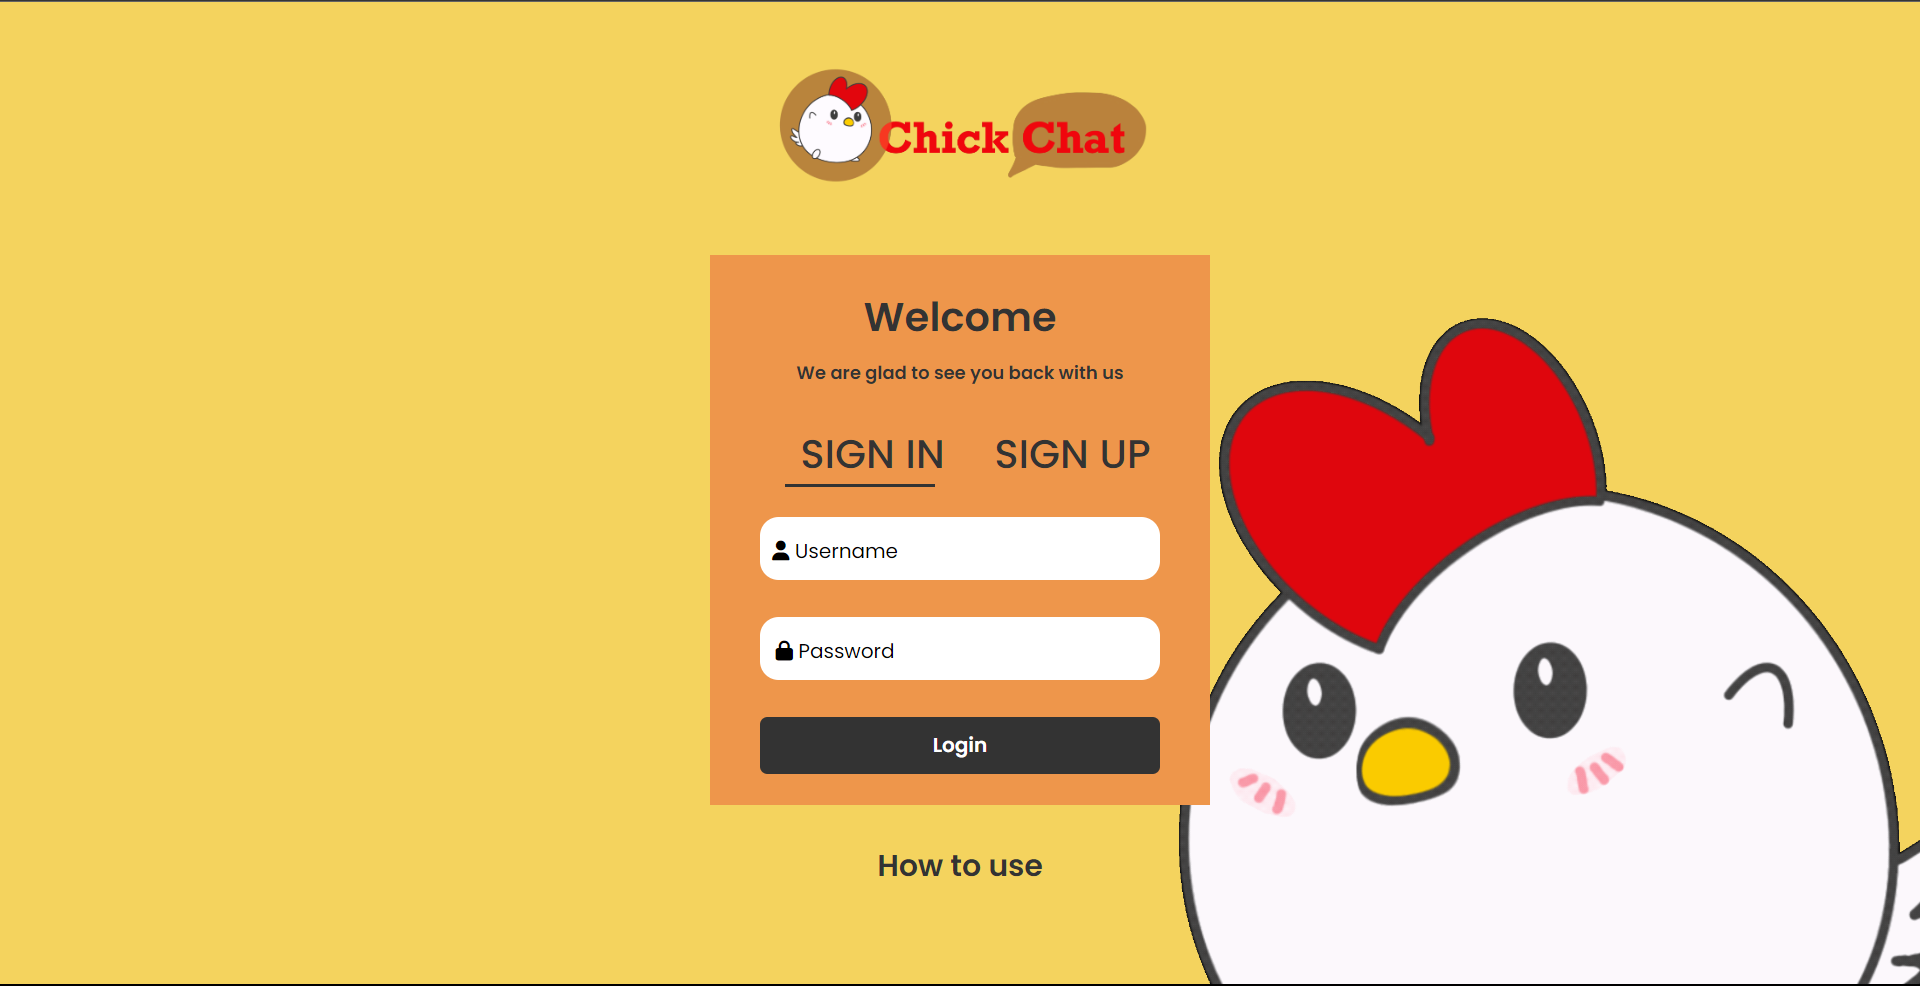 Chick Chat
Welcome
We are glad to see you back with us
SIGN IN SIGN UP
Username
Password
Login
How to use